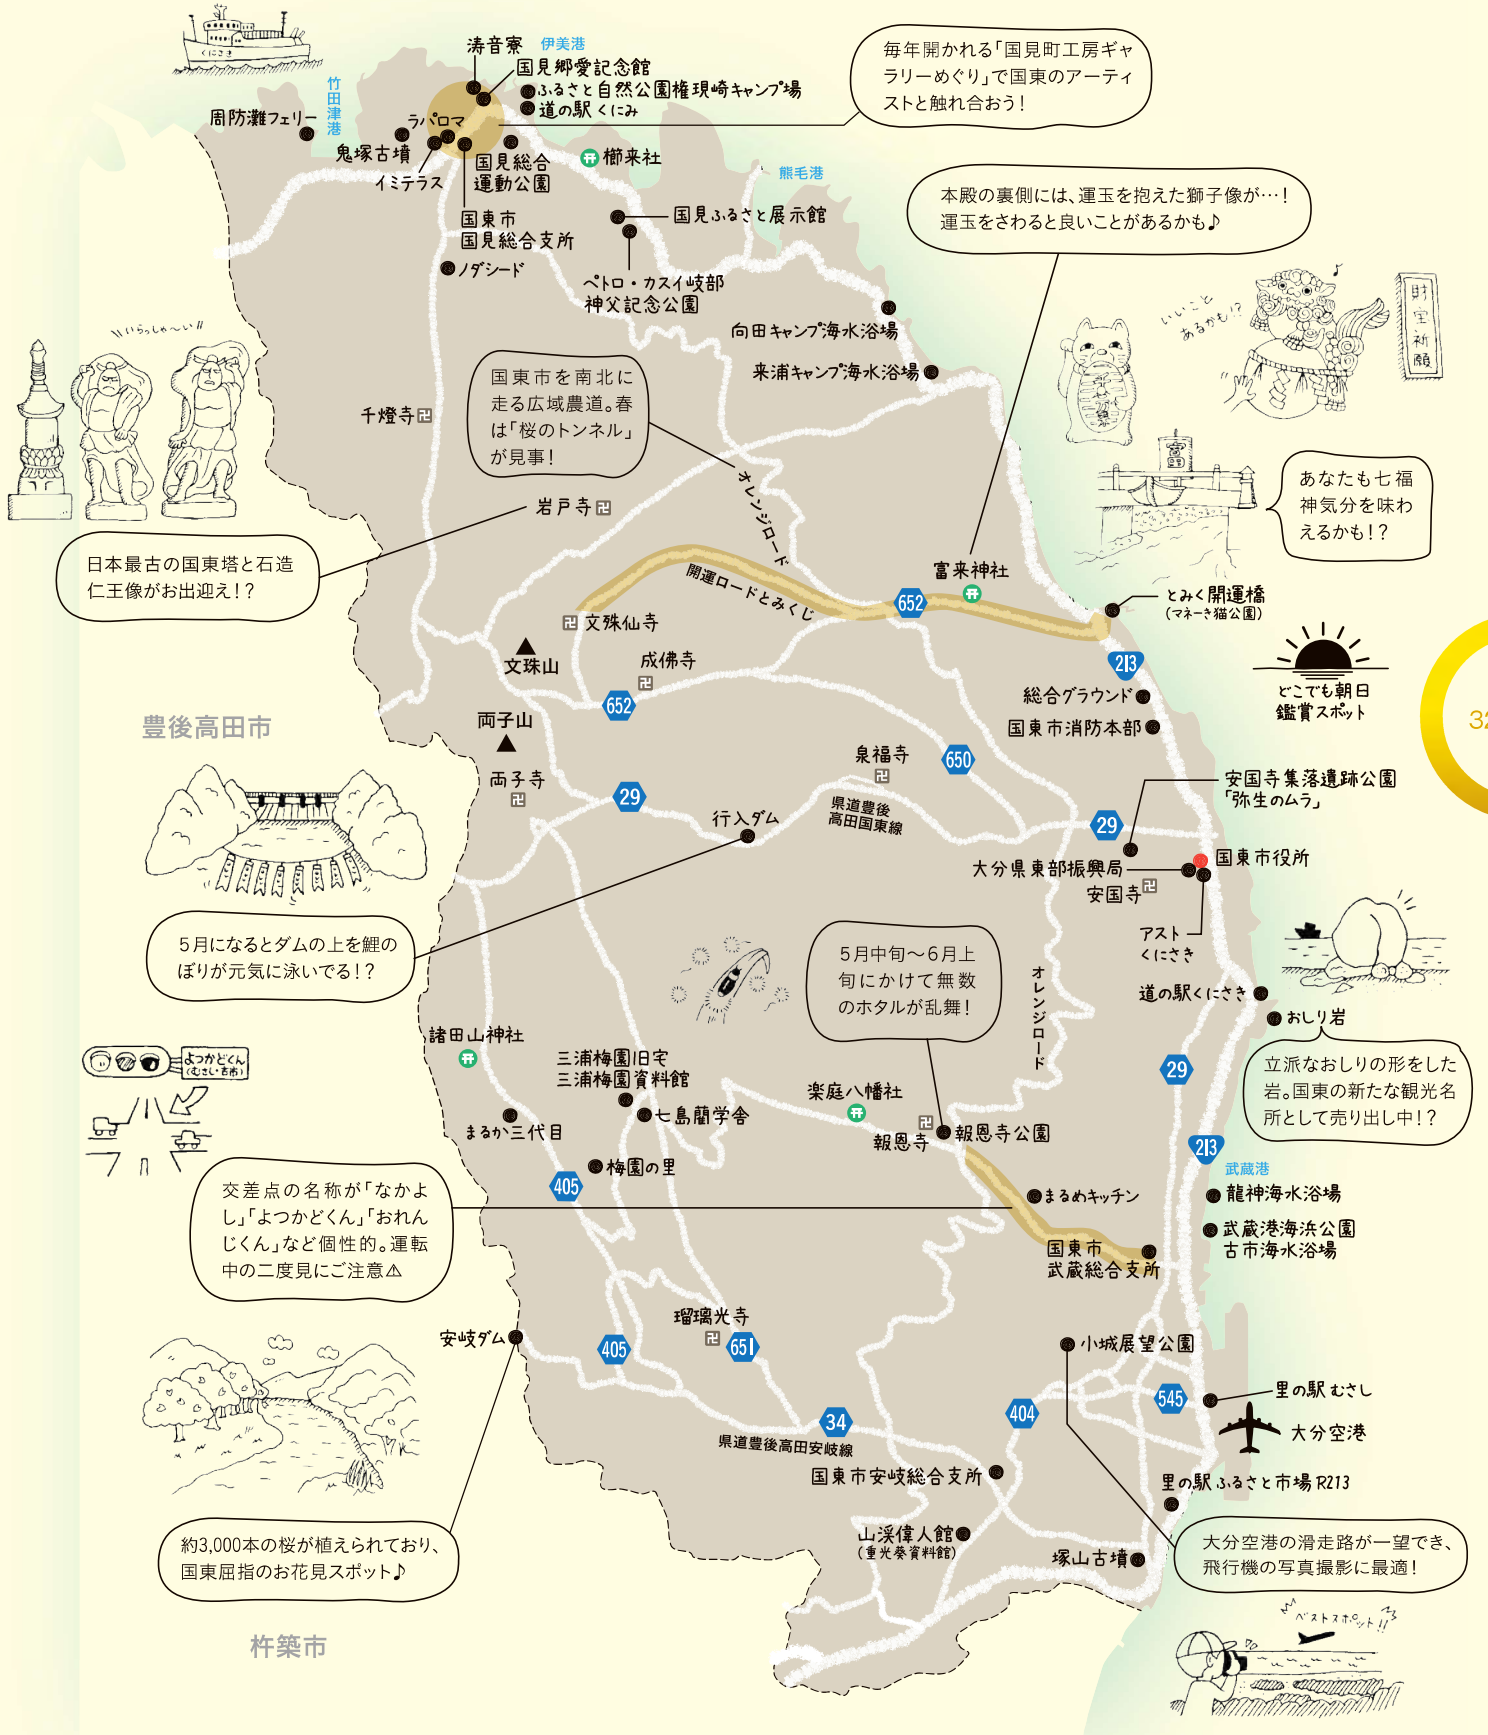 くにさき
涛音寮
伊美港
国見郷愛記念館
ふるさと自然公園権現崎キャンプ場
道の駅 くにみ
竹田津港
周防灘フェリー
ラパロマ
鬼塚古墳
イミテラス
国見総合
運動公園
櫛来社
熊毛港
国東市
国見総合支所
国見ふるさと展示館
ノダシード
ペトロ・カスイ岐部
神父記念公園
向田キャンプ海水浴場
来浦キャンプ海水浴場
毎年開かれる「国見町工房ギャ
ラリーめぐり」で国東のアーティ
ストと触れ合おう!
本殿の裏側には、運玉を抱えた獅子像が…!
運玉をさわると良いことがあるかも♪
いいこと
あるかも!?
財宝祈願
いらっしゃ〜い
国東市を南北に
走る広域農道。春
は「桜のトンネル」
が見事!
千燈寺
岩戸寺
オレンジロード
富
あなたも七福
神気分を味わ
えるかも!?
日本最古の国東塔と石造
仁王像がお出迎え!?
開運ロードとみくじ
652
富来神社
とみく開運橋
(マネーき猫公園)
文殊仙寺
文珠山
成佛寺
652
213
どこでも朝日
鑑賞スポット
32
総合グラウンド
国東市消防本部
豊後高田市
両子山
両子寺
29
泉福寺
650
県道豊後
高田国東線
行入ダム
29
安国寺集落遺跡公園
「弥生のムラ」
国東市役所
大分県東部振興局
安国寺
アスト
くにさき
5月になるとダムの上を鯉の
ぼりが元気に泳いでる!?
5月中旬〜6月上
旬にかけて無数
のホタルが乱舞!
オレンジロード
道の駅くにさき
おしり岩
立派なおしりの形をした
岩。国東の新たな観光名
所として売り出し中!?
諸田山神社
よつかどくん
(むさし・古市)
三浦梅園旧宅
三浦梅園資料館
七島藺学舎
まるか三代目
梅園の里
405
楽庭八幡社
報恩寺
報恩寺公園
29
213
武蔵港
龍神海水浴場
武蔵港海浜公園
古市海水浴場
まるめキッチン
国東市
武蔵総合支所
交差点の名称が「なかよ
し」「よつかどくん」「おれん
じくん」など個性的。運転
中の二度見にご注意⚠
安岐ダム
瑠璃光寺
405
651
小城展望公園
545
404
里の駅 むさし
大分空港
34
県道豊後高田安岐線
国東市安岐総合支所
里の駅 ふるさと市場 R213
山渓偉人館
(重光葵資料館)
塚山古墳
約3,000本の桜が植えられており、
国東屈指のお花見スポット♪
大分空港の滑走路が一望でき、
飛行機の写真撮影に最適!
ベストスポット!!
杵築市